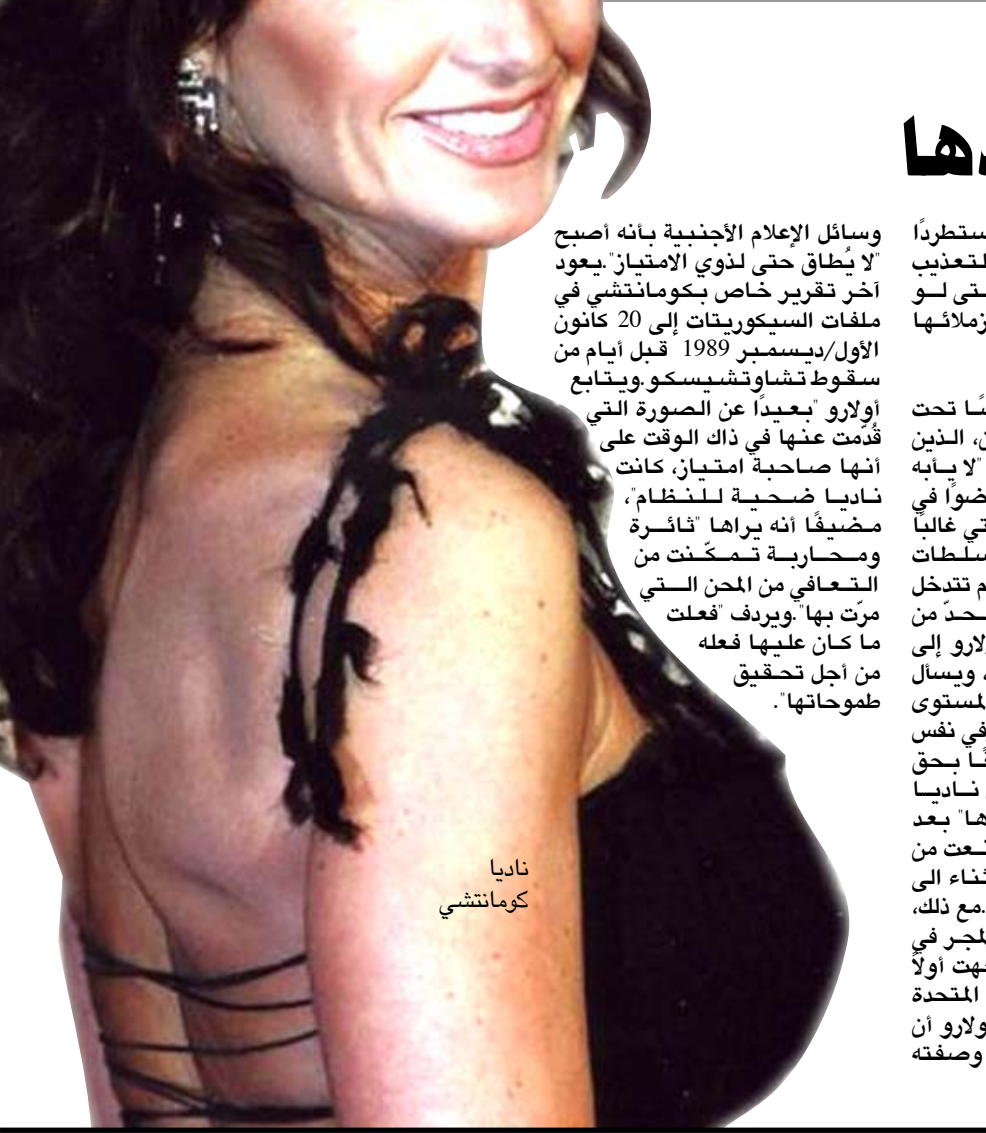 ها
ستطردًا
لتعذيب
تى لو
زملائها
سًا تحت
ن، الذين
"لا يأبه
ضوًا في
تي غالبًا
سلطات
م تتدخل
حدّ من
لارو إلى
، ويسأل
لمستوى
في نفس
ًا بحق
ناديا
ها" بعد
عت من
ثناء الى
.مع ذلك،
لمجر في
هت أولاً
المتحدة
ولارو أن
وصفته
وسائل الإعلام الأجنبية بأنه أصبح
"لا يُطاق حتى لذوي الامتياز".يعود
آخر تقرير خاص بكومانتشي في
ملفات السيكوريتات إلى 20 كانون
الأول/ديسمبر 1989 قبل أيام من
سقوط تشاوتشيسكو.ويتابع
أولارو "بعيدًا عن الصورة التي
قُدّمت عنها في ذاك الوقت على
أنها صاحبة امتياز، كانت
ناديا ضحية للنظام"،
مضيفًا أنه يراها "ثائرة
ومحاربة تمكّنت من
التعافي من المحن التي
مرّت بها".ويردف "فعلت
ما كان عليها فعله
من أجل تحقيق
طموحاتها".
ناديا
كومانتشي